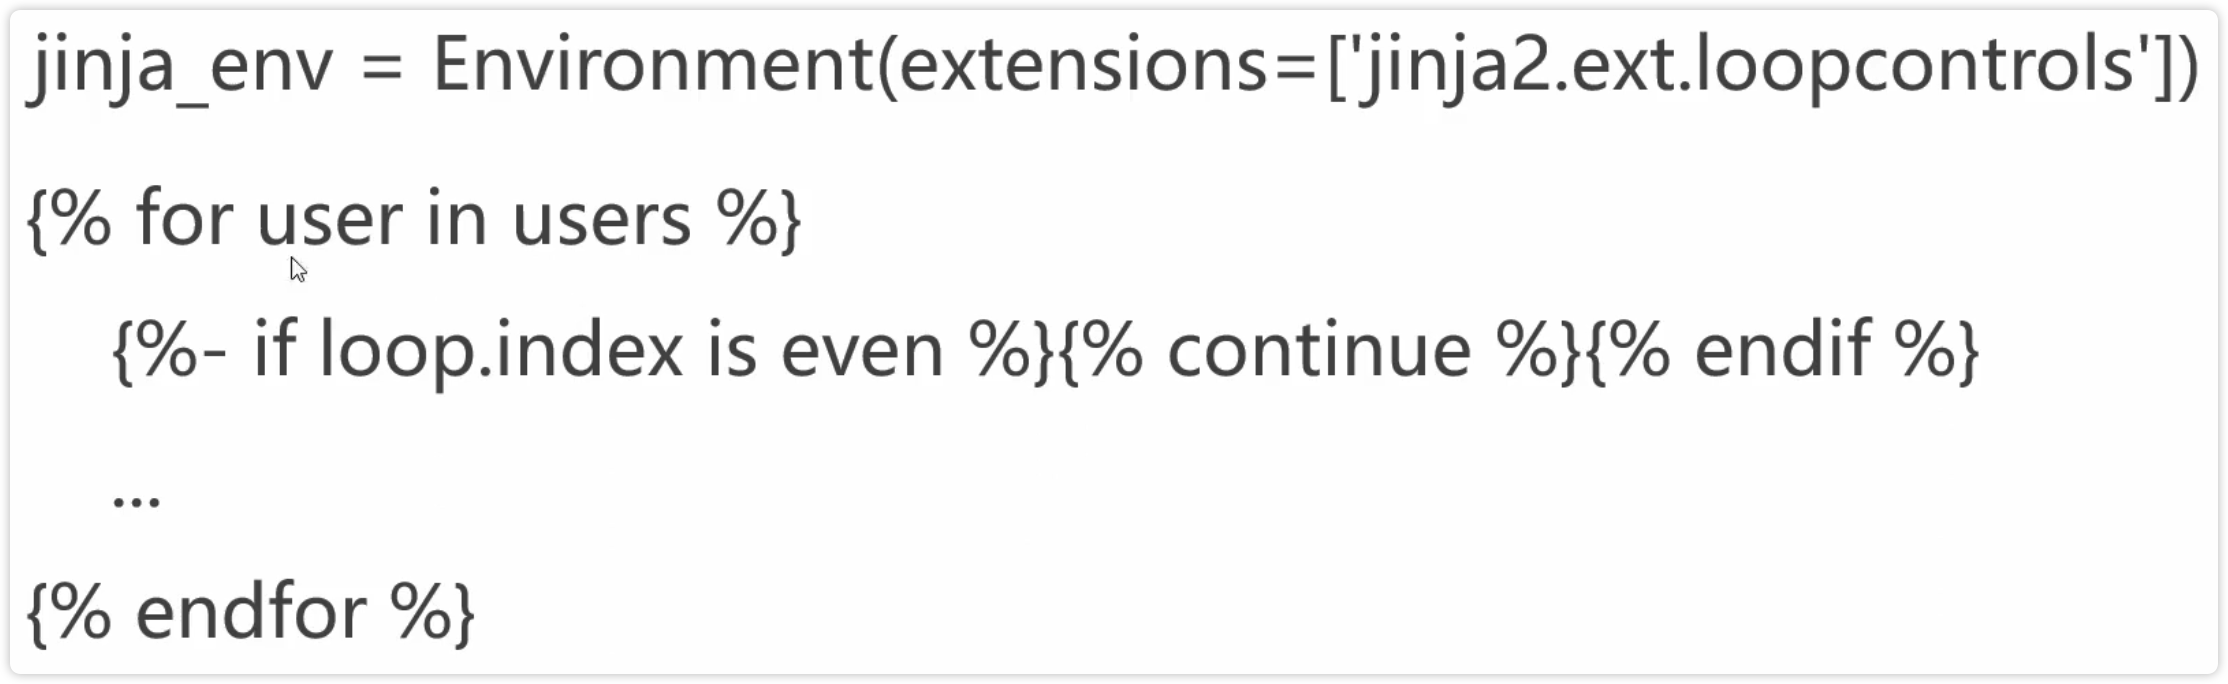 jinja_env = Environment(extensions=['jinja2.ext.loopcontrols'])
{% for user in users %}
{%- if loop.index is even %}{% continue %}{% endif %}
...
{% endfor %}